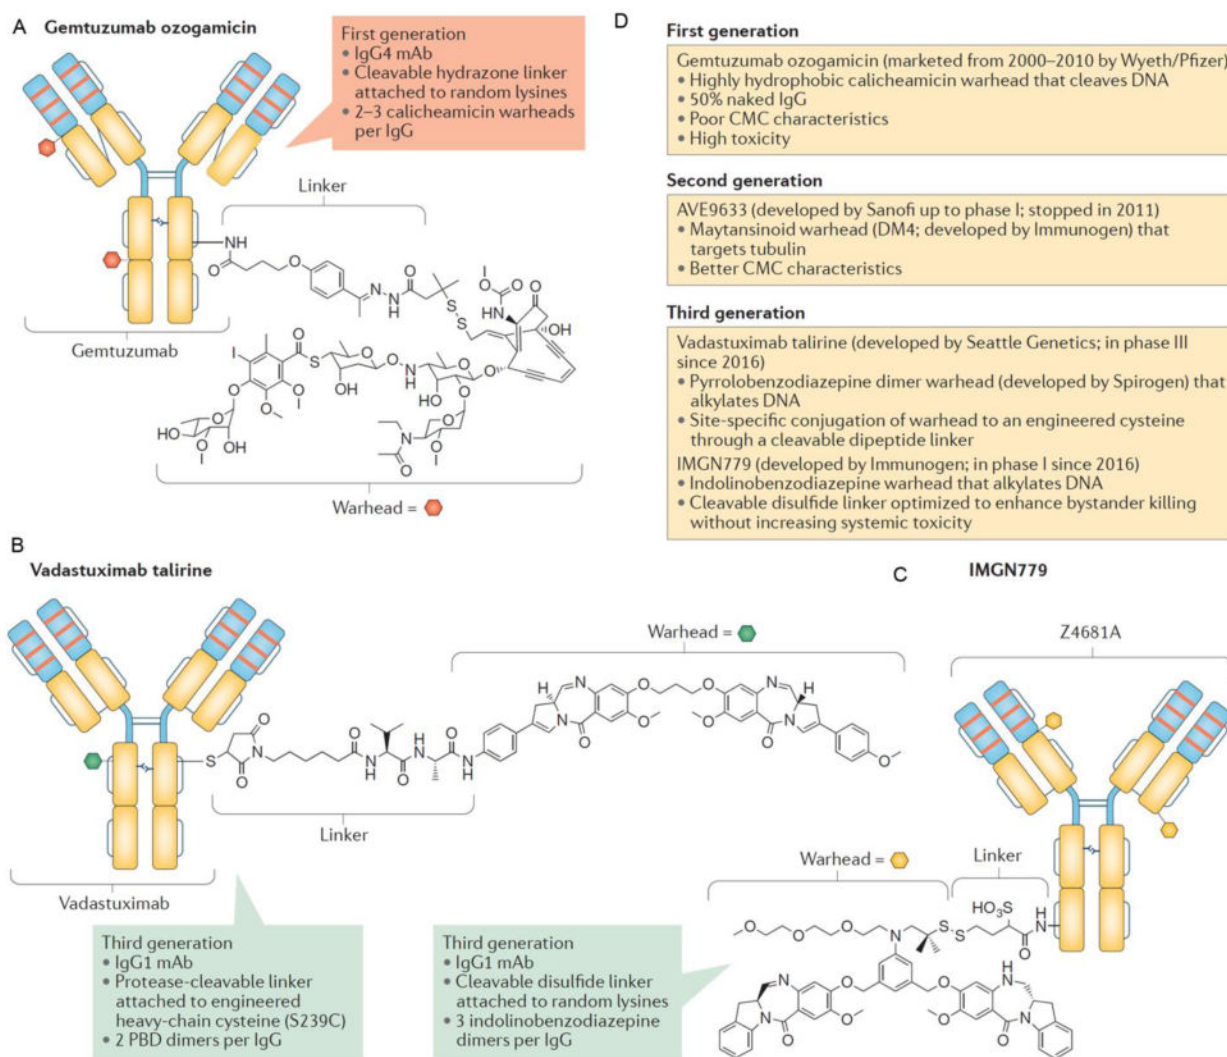 A
Gemtuzumab ozogamicin
First generation
• IgG4 mAb
• Cleavable hydrazone linker
attached to random lysines
• 2–3 calicheamicin warheads
per IgG
Linker
NH
O
O
N
NH
O
S
S
O
O
HN
O
O
OH
I
O
S
O
OH
O
N
H
O
OH
O
O
O
O
O
O
O
O
HO
O
OH
N
O
O
Gemtuzumab
Warhead =
D
First generation
Gemtuzumab ozogamicin (marketed from 2000–2010 by Wyeth/Pfizer)
• Highly hydrophobic calicheamicin warhead that cleaves DNA
• 50% naked IgG
• Poor CMC characteristics
• High toxicity
Second generation
AVE9633 (developed by Sanofi up to phase I; stopped in 2011)
• Maytansinoid warhead (DM4; developed by Immunogen) that
targets tubulin
• Better CMC characteristics
Third generation
Vadastuximab talirine (developed by Seattle Genetics; in phase III
since 2016)
• Pyrrolobenzodiazepine dimer warhead (developed by Spirogen) that
alkylates DNA
• Site-specific conjugation of warhead to an engineered cysteine
through a cleavable dipeptide linker
IMGN779 (developed by Immunogen; in phase I since 2016)
• Indolinobenzodiazepine warhead that alkylates DNA
• Cleavable disulfide linker optimized to enhance bystander killing
without increasing systemic toxicity
B
Vadastuximab talirine
Warhead =
S
O
N
O
O
N
H
O
H
N
O
N
H
H
N
N
O
O
O
O
O
N
N
O
H
O
Linker
Vadastuximab
Third generation
• IgG1 mAb
• Protease-cleavable linker
attached to engineered
heavy-chain cysteine (S239C)
• 2 PBD dimers per IgG
C
IMGN779
Z4681A
Warhead =
Linker
O
O
O
N
S
S
HO₃S
O
H
N
N
N
O
O
O
O
O
H
N
N
O
Third generation
• IgG1 mAb
• Cleavable disulfide linker
attached to random lysines
• 3 indolinobenzodiazepine
dimers per IgG